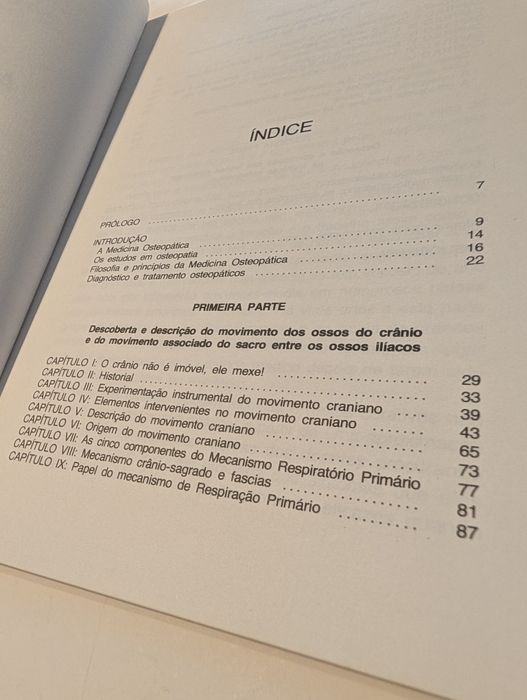 ÍNDICE
PRÓLOGO ........ 7
INTRODUÇÃO
A Medicina Osteopática ........ 9
Os estudos em osteopatia ........ 14
Filosofia e princípios da Medicina Osteopática ........ 16
Diagnóstico e tratamento osteopáticos ........ 22
PRIMEIRA PARTE
Descoberta e descrição do movimento dos ossos do crânio
e do movimento associado do sacro entre os ossos ilíacos
CAPÍTULO I: O crânio não é imóvel, ele mexe! ........ 29
CAPÍTULO II: Historial ........ 33
CAPÍTULO III: Experimentação instrumental do movimento craniano .... 39
CAPÍTULO IV: Elementos intervenientes no movimento craniano ........ 43
CAPÍTULO V: Descrição do movimento craniano ........ 65
CAPÍTULO VI: Origem do movimento craniano ........ 73
CAPÍTULO VII: As cinco componentes do Mecanismo Respiratório Primário 77
CAPÍTULO VIII: Mecanismo crânio-sagrado e fascias ........ 81
CAPÍTULO IX: Papel do mecanismo de Respiração Primário ........ 87